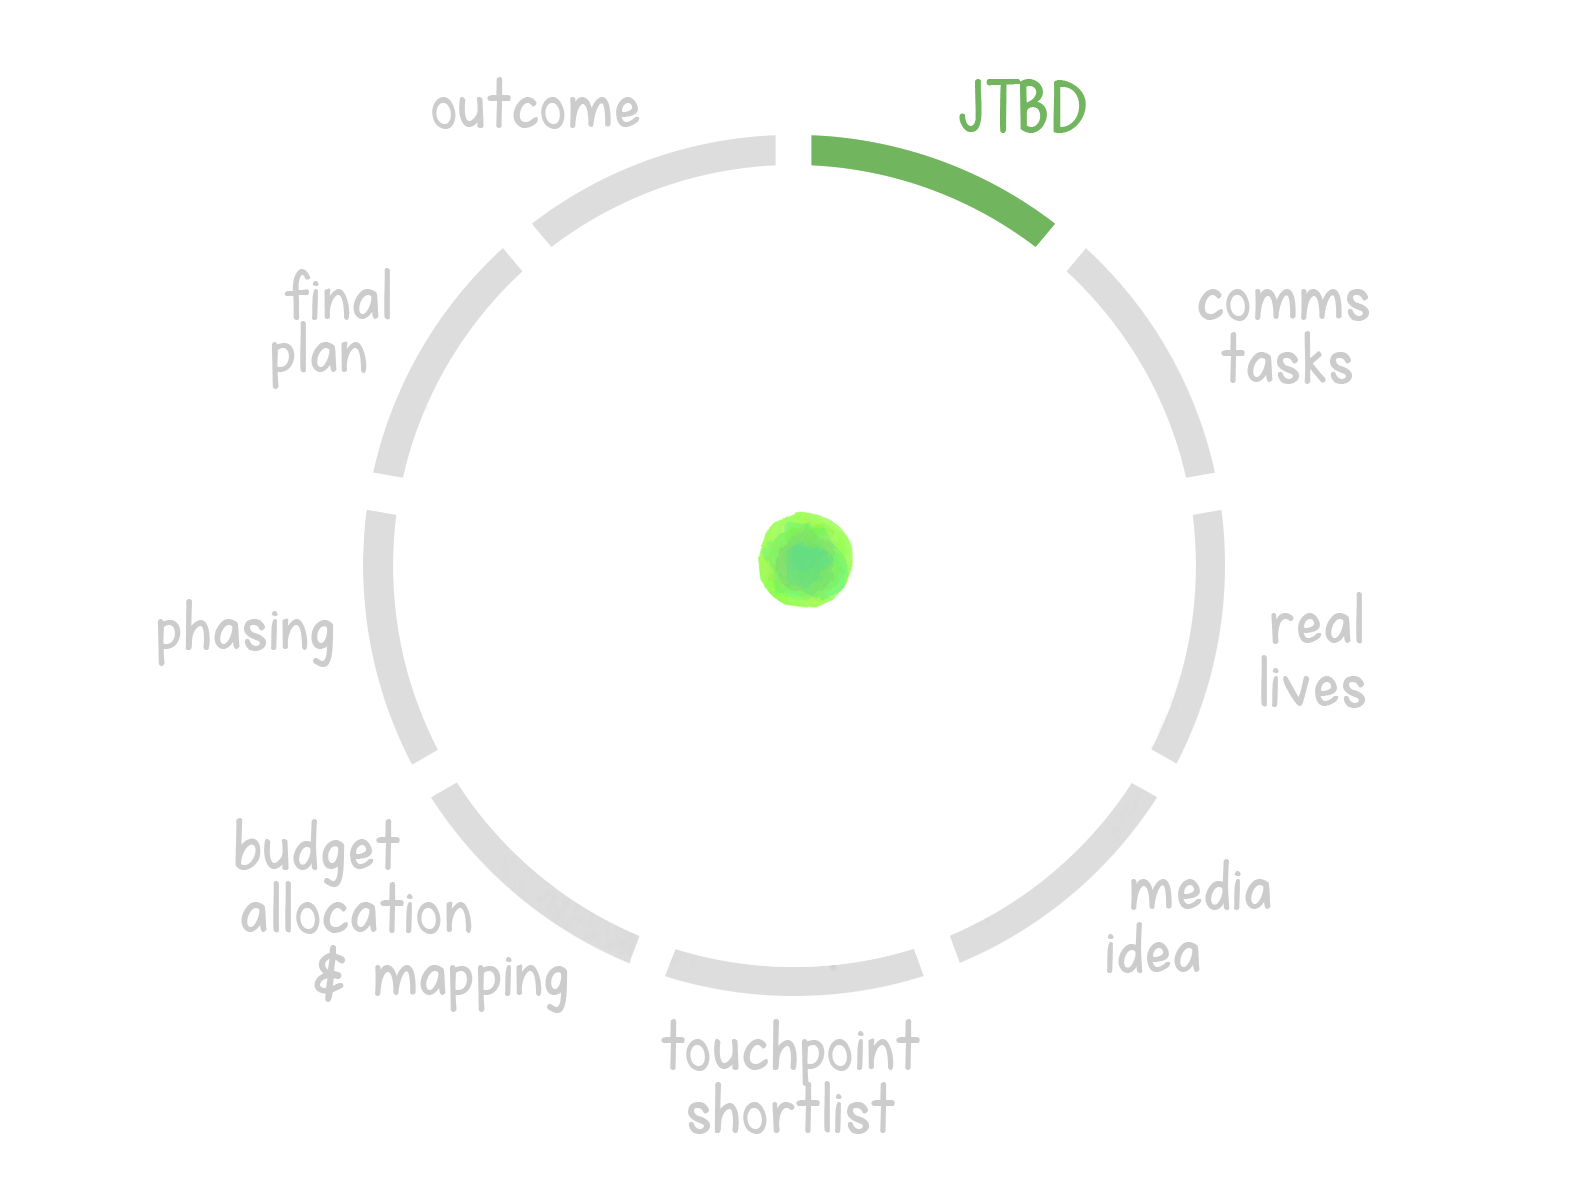 JTBD
comms
tasks
real
lives
media
idea
touchpoint
shortlist
budget
allocation
& mapping
phasing
final
plan
outcome